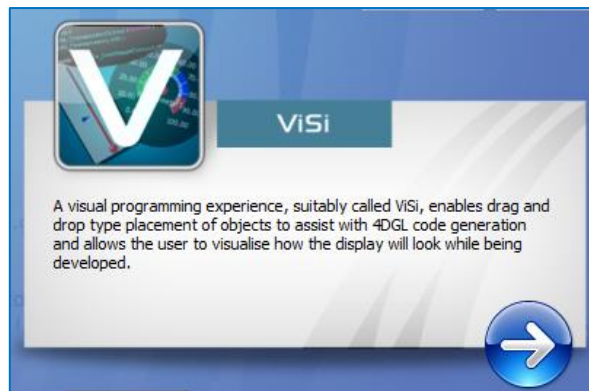 V
ViSi
A visual programming experience, suitably called ViSi, enables drag and
drop type placement of objects to assist with 4DGL code generation
and allows the user to visualise how the display will look while being
developed.